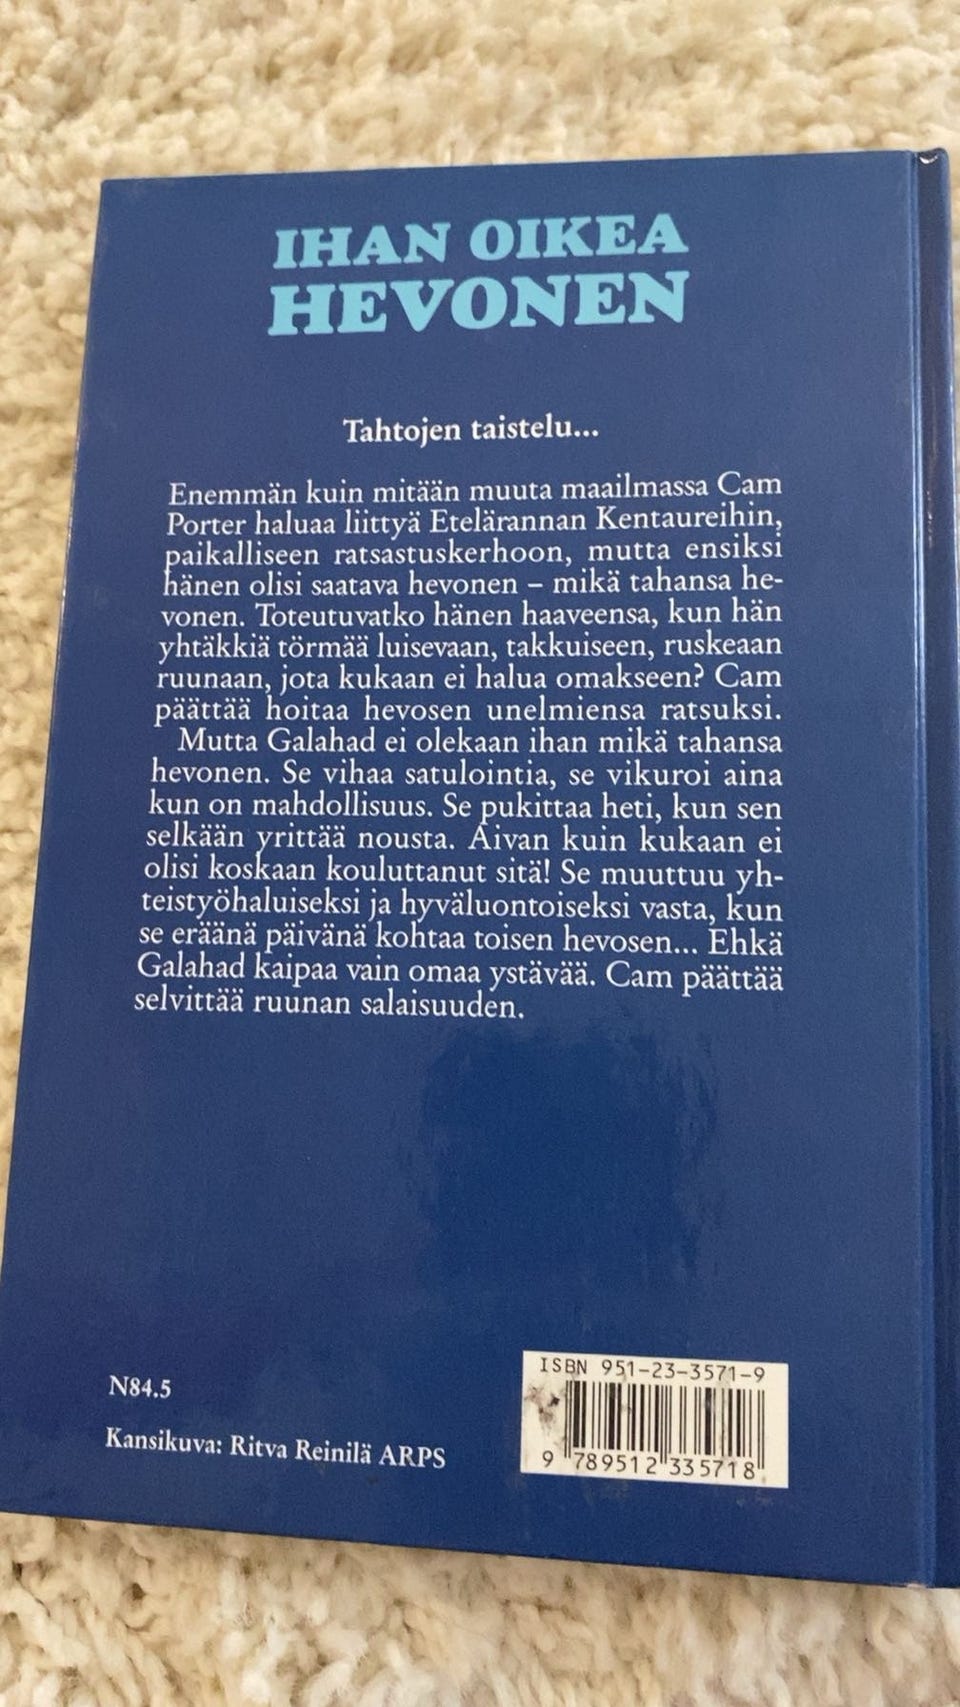 IHAN OIKEA
HEVONEN
Tahtojen taistelu...
Enemmän kuin mitään muuta maailmassa Cam
Porter haluaa liittyä Etelärannan Kentaureihin,
paikalliseen ratsastuskerhoon, mutta ensiksi
hänen olisi saatava hevonen – mikä tahansa he-
vonen. Toteutuvatko hänen haaveensa, kun hän
yhtäkkiä törmää luisevaan, takkuiseen, ruskeaan
ruunaan, jota kukaan ei halua omakseen? Cam
päättää hoitaa hevosen unelmiensa ratsuksi.
Mutta Galahad ei olekaan ihan mikä tahansa
hevonen. Se vihaa satulointia, se vikuroi aina
kun on mahdollisuus. Se pukittaa heti, kun sen
selkään yrittää nousta. Aivan kuin kukaan ei
olisi koskaan kouluttanut sitä! Se muuttuu yh-
teistyöhaluiseksi ja hyväluontoiseksi vasta, kun
se eräänä päivänä kohtaa toisen hevosen... Ehkä
Galahad kaipaa vain omaa ystävää. Cam päättää
selvittää ruunan salaisuuden.
N84.5
Kansikuva: Ritva Reinilä ARPS
ISBN 951-23-3571-9
9 789512 335718